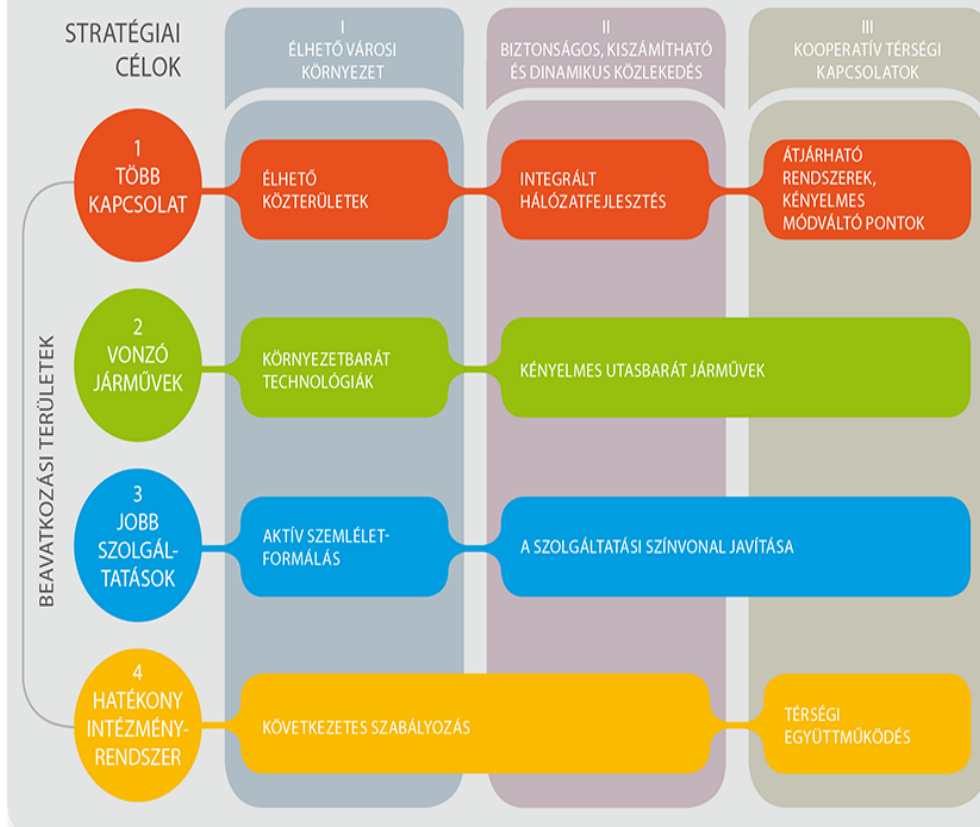 STRATÉGIAI
CÉLOK
I
ÉLHETŐ VÁROSI
KÖRNYEZET
II
BIZTONSÁGOS, KISZÁMÍTHATÓ
ÉS DINAMIKUS KÖZLEKEDÉS
III
KOOPERATÍV TÉRSÉGI
KAPCSOLATOK
BEAVATKOZÁSI TERÜLETEK
1
TÖBB
KAPCSOLAT
ÉLHETŐ
KÖZTERÜLETEK
INTEGRÁLT
HÁLÓZATFEJLESZTÉS
ÁTJÁRHATÓ
RENDSZEREK,
KÉNYELMES
MÓDVÁLTÓ PONTOK
2
VONZÓ
JÁRMŰVEK
KÖRNYEZETBARÁT
TECHNOLÓGIÁK
KÉNYELMES UTASBARÁT JÁRMŰVEK
3
JOBB
SZOLGÁL-
TATÁSOK
AKTÍV SZEMLÉLET-
FORMÁLÁS
A SZOLGÁLTATÁSI SZÍNVONAL JAVÍTÁSA
4
HATÉKONY
INTÉZMÉNY-
RENDSZER
KÖVETKEZETES SZABÁLYOZÁS
TÉRSÉGI
EGYÜTTMŰKÖDÉS